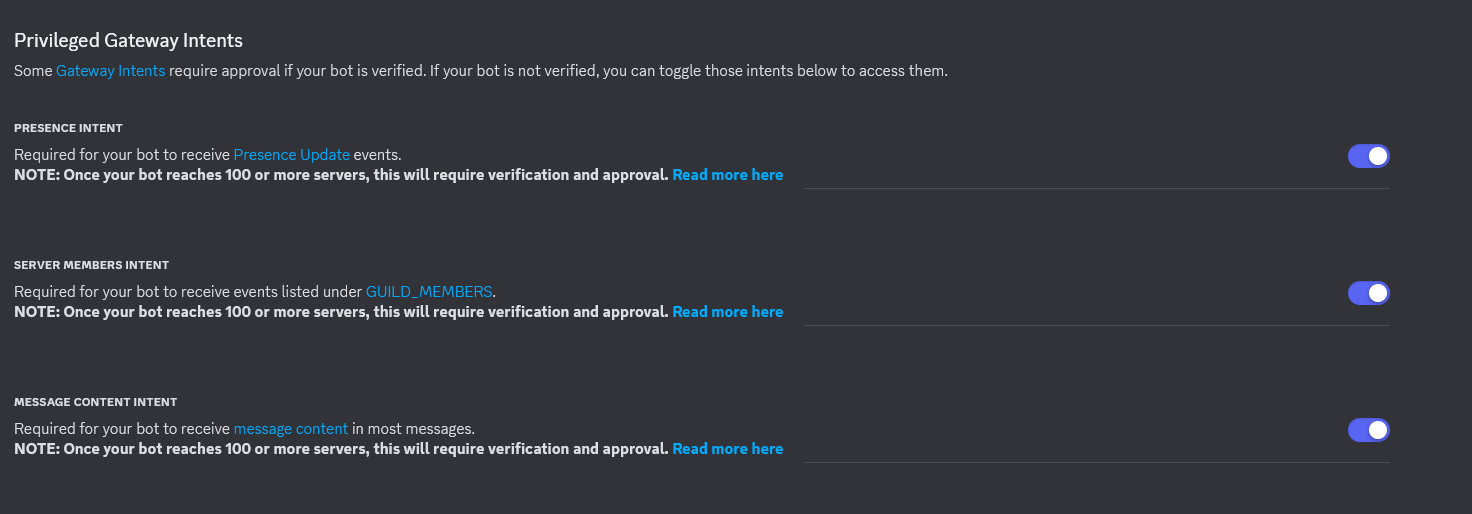 Privileged Gateway Intents
Some Gateway Intents require approval if your bot is verified. If your bot is not verified, you can toggle those intents below to access them.
PRESENCE INTENT
Required for your bot to receive Presence Update events.
NOTE: Once your bot reaches 100 or more servers, this will require verification and approval. Read more here
SERVER MEMBERS INTENT
Required for your bot to receive events listed under GUILD_MEMBERS.
NOTE: Once your bot reaches 100 or more servers, this will require verification and approval. Read more here
MESSAGE CONTENT INTENT
Required for your bot to receive message content in most messages.
NOTE: Once your bot reaches 100 or more servers, this will require verification and approval. Read more here